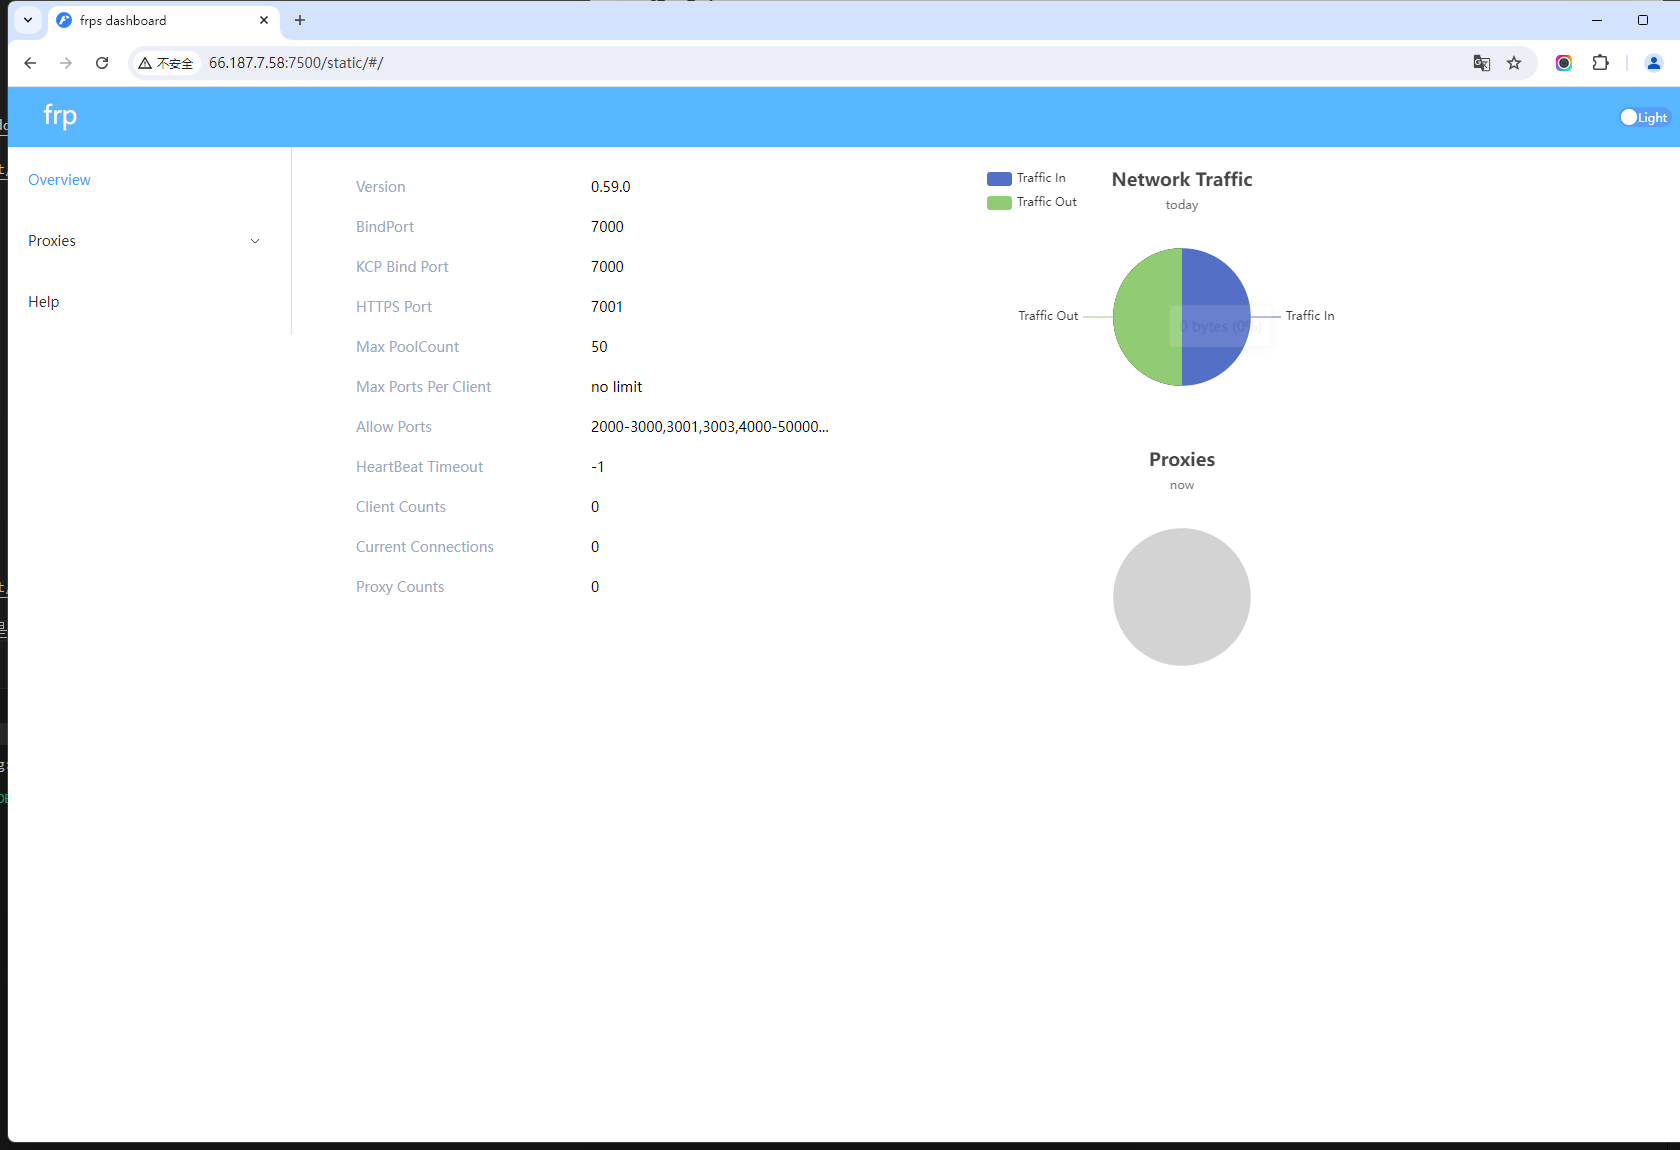 frps dashboard
不安全 66.187.7.58:7500/static/#/
frp
Light
Overview
Proxies
Help
Version 0.59.0
BindPort 7000
KCP Bind Port 7000
HTTPS Port 7001
Max PoolCount 50
Max Ports Per Client no limit
Allow Ports 2000-3000,3001,3003,4000-50000...
HeartBeat Timeout -1
Client Counts 0
Current Connections 0
Proxy Counts 0
Traffic In
Traffic Out
Network Traffic
today
Traffic Out
0 bytes (0%)
Traffic In
Proxies
now